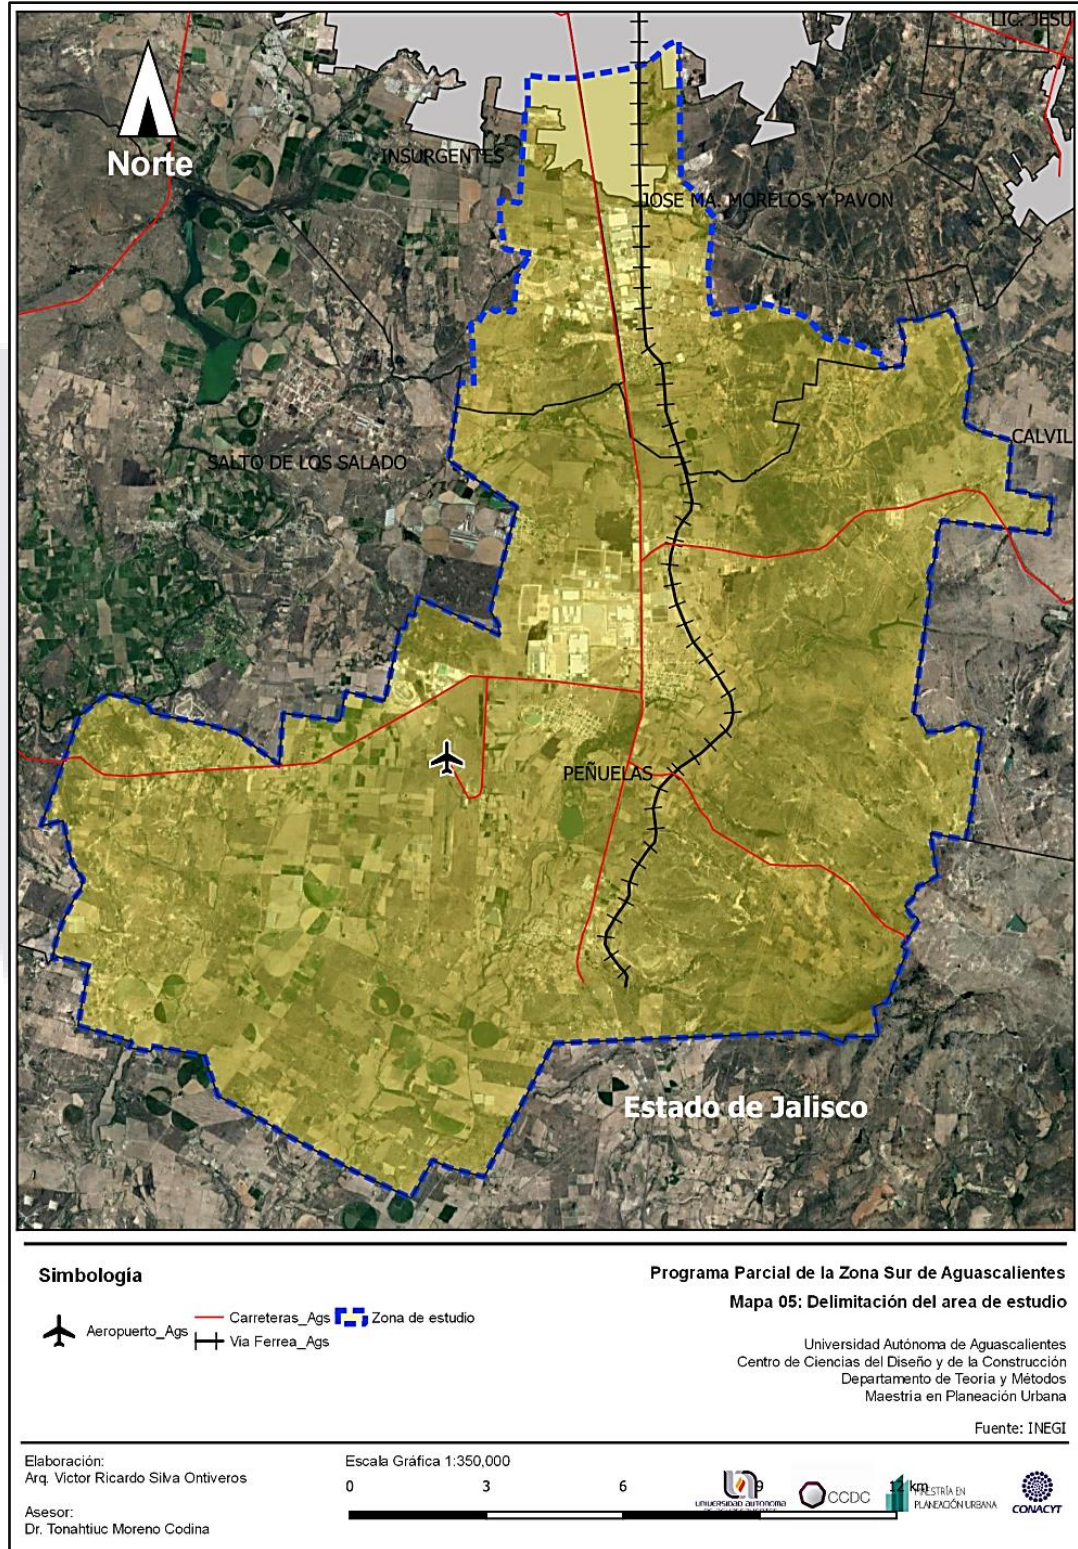 LIC. JESU
Norte
INSURGENTES
JOSE MA. MORELOS Y PAVON
CALVIL
SALTO DE LOS SALADO
PEÑUELAS
Estado de Jalisco
Simbología
Aeropuerto_Ags
Carreteras_Ags
Zona de estudio
Via Ferrea_Ags
Programa Parcial de la Zona Sur de Aguascalientes
Mapa 05: Delimitación del area de estudio
Universidad Autónoma de Aguascalientes
Centro de Ciencias del Diseño y de la Construcción
Departamento de Teoría y Métodos
Maestria en Planeación Urbana
Fuente: INEGI
Elaboración:
Arq. Victor Ricardo Silva Ontiveros
Asesor:
Dr. Tonahtiuc Moreno Codina
Escala Gráfica 1:350,000
0 3 6 9 12 km
UNIVERSIDAD AUTONOMA
CCDC
PLANEACIÓN URBANA
CONACYT